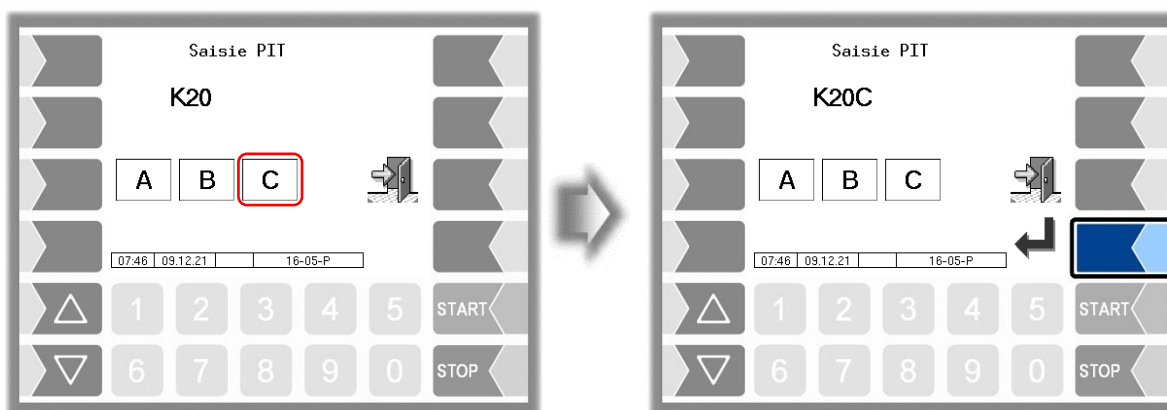 Saisie PIT
K20
A B C
07:46 09.12.21 16-05-P
1 2 3 4 5 START
6 7 8 9 0 STOP
Saisie PIT
K20C
A B C
07:46 09.12.21 16-05-P
1 2 3 4 5 START
6 7 8 9 0 STOP